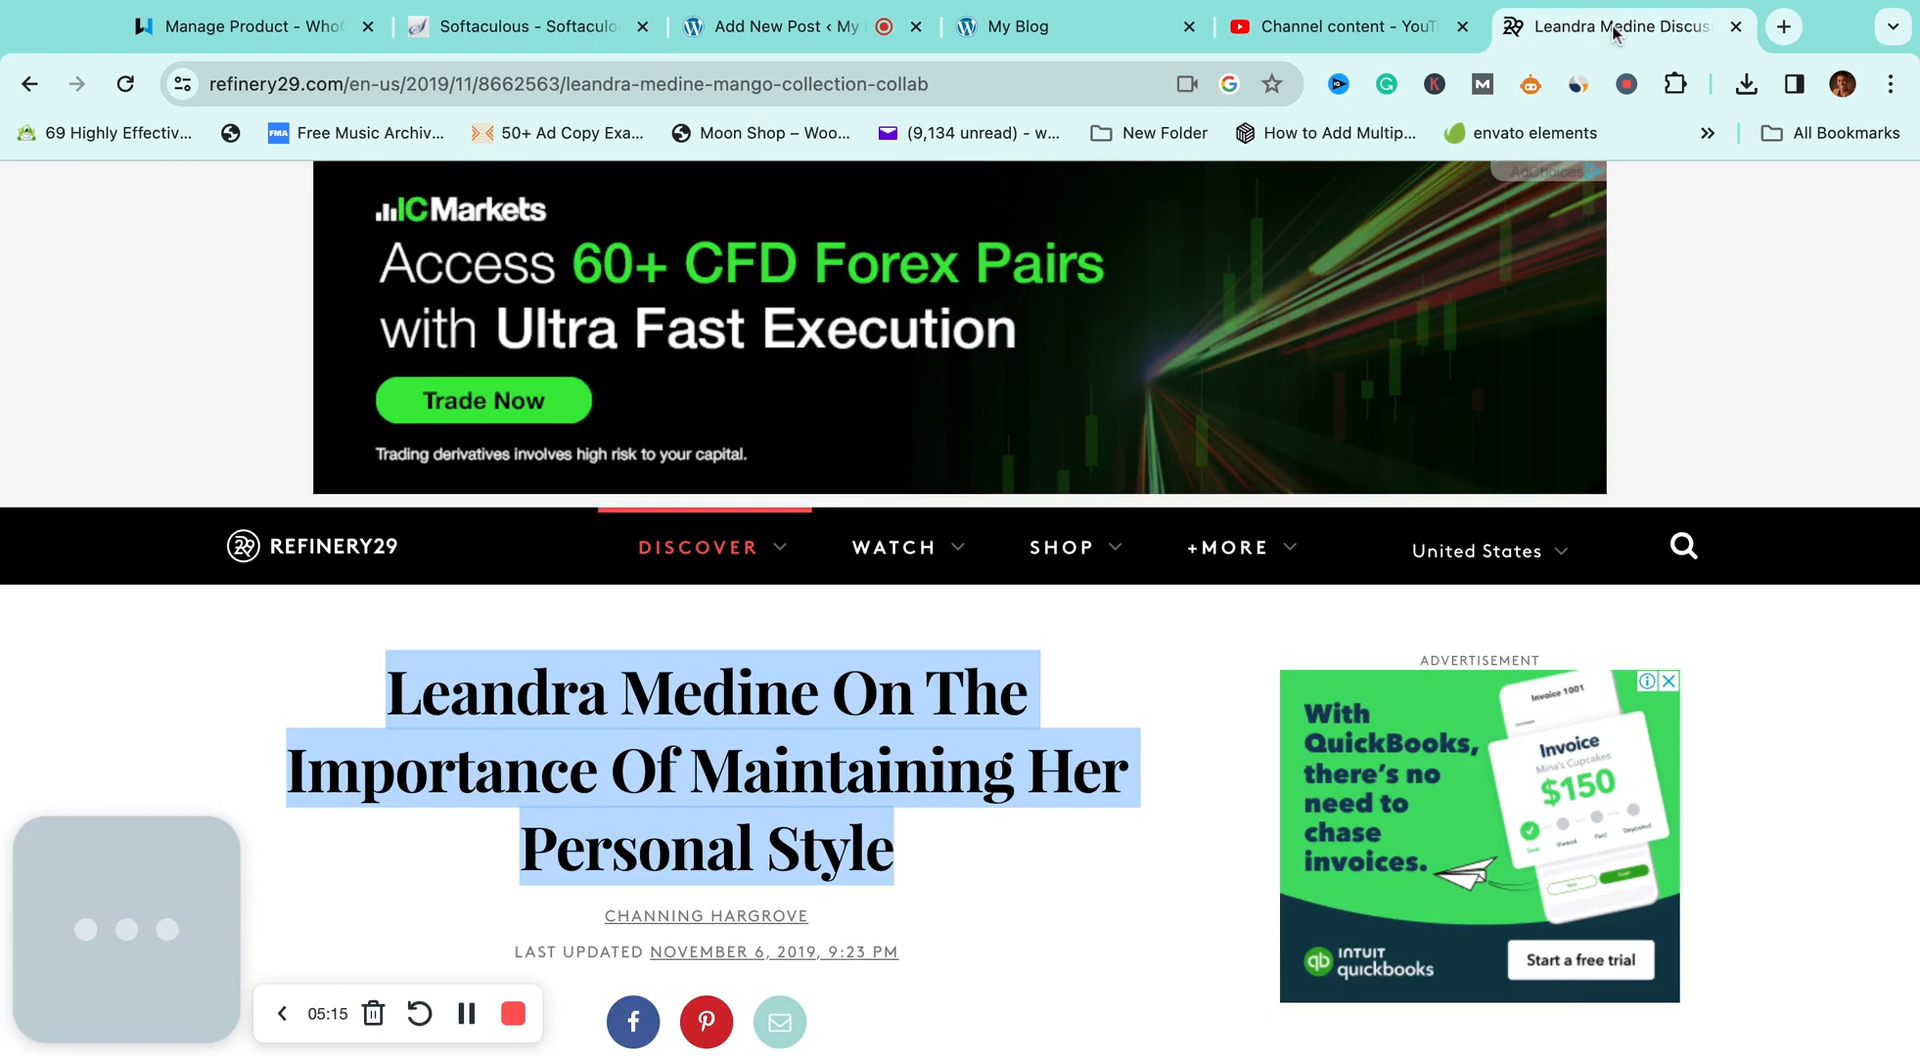 Manage Product - Who
Softaculous - Softaculo
Add New Post ‹ My
My Blog
Channel content - YouT
Leandra Medine Discus
refinery29.com/en-us/2019/11/8662563/leandra-medine-mango-collection-collab
69 Highly Effectiv...
FMA
Free Music Archiv...
50+ Ad Copy Exa...
Moon Shop – Woo...
(9,134 unread) - w...
New Folder
How to Add Multip...
envato elements
All Bookmarks
AdChoices
ICMarkets
Access 60+ CFD Forex Pairs
with Ultra Fast Execution
Trade Now
Trading derivatives involves high risk to your capital.
REFINERY29
DISCOVER
WATCH
SHOP
+MORE
United States
Leandra Medine On The
Importance Of Maintaining Her
Personal Style
CHANNING HARGROVE
LAST UPDATED NOVEMBER 6, 2019, 9:23 PM
05:15
ADVERTISEMENT
With
QuickBooks,
there's no
need to
chase
invoices.
Invoice 1001
Invoice
Mina's Cupcakes
$150
INTUIT
quickbooks
Start a free trial